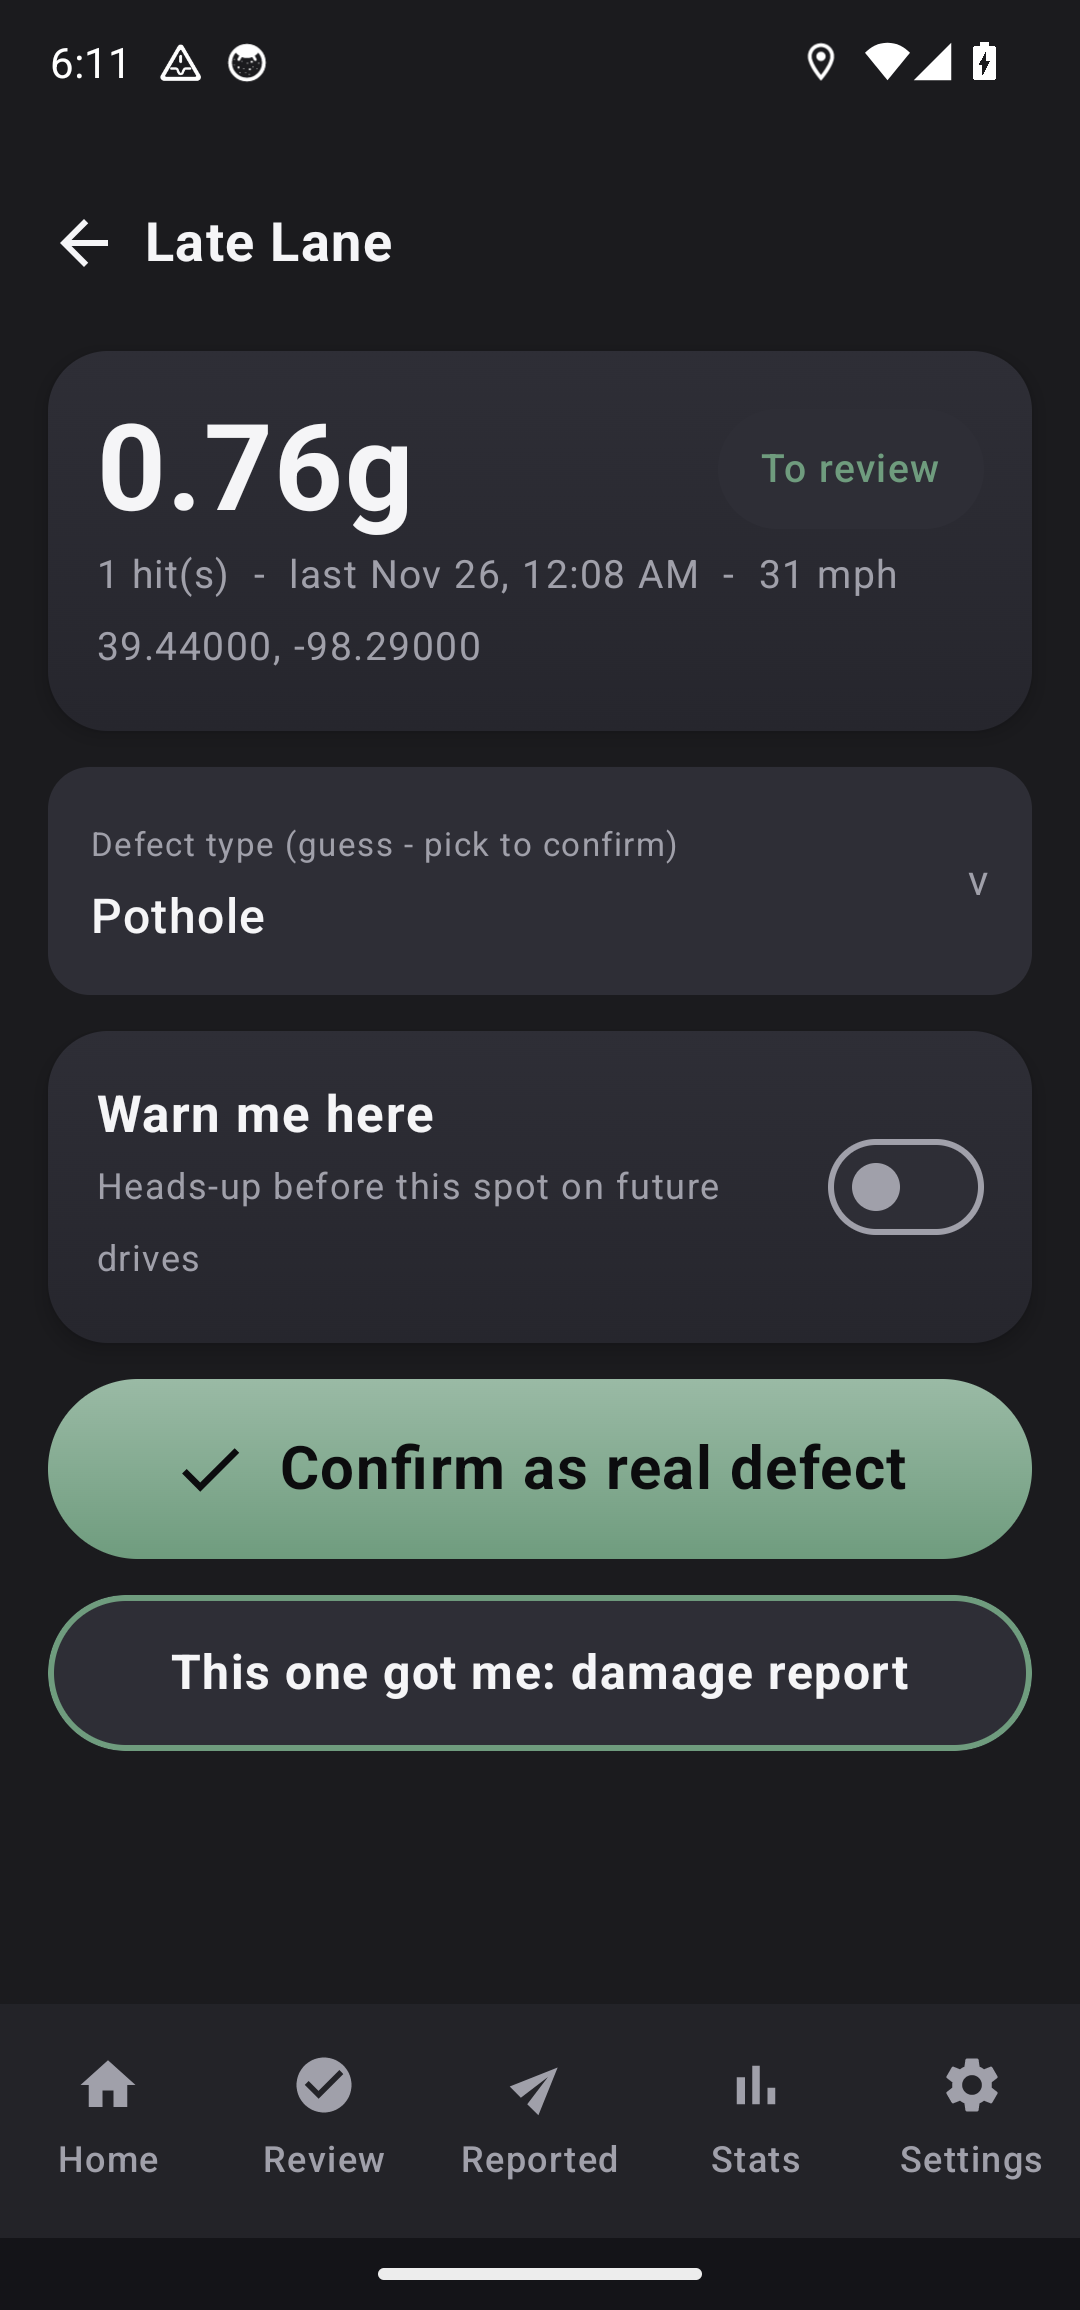 6:11
Late Lane
0.76g
To review
1 hit(s) - last Nov 26, 12:08 AM - 31 mph
39.44000, -98.29000
Defect type (guess - pick to confirm)
Pothole
v
Warn me here
Heads-up before this spot on future
drives
Confirm as real defect
This one got me: damage report
Home
Review
Reported
Stats
Settings